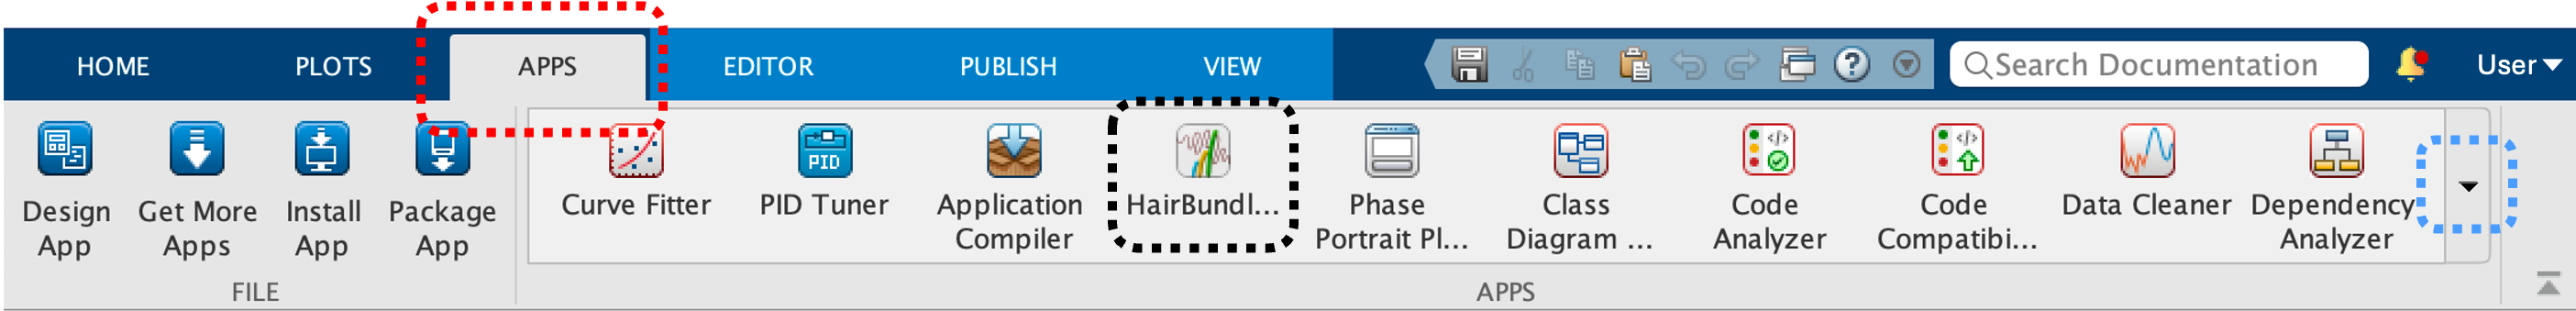 HOME PLOTS APPS EDITOR PUBLISH VIEW Search Documentation User
Design App
Get More Apps
Install App
Package App
Curve Fitter
PID
PID Tuner
Application Compiler
HairBundl...
Phase Portrait Pl...
Class Diagram ...
Code Analyzer
Code Compatibi...
Data Cleaner
Dependency Analyzer
FILE APPS